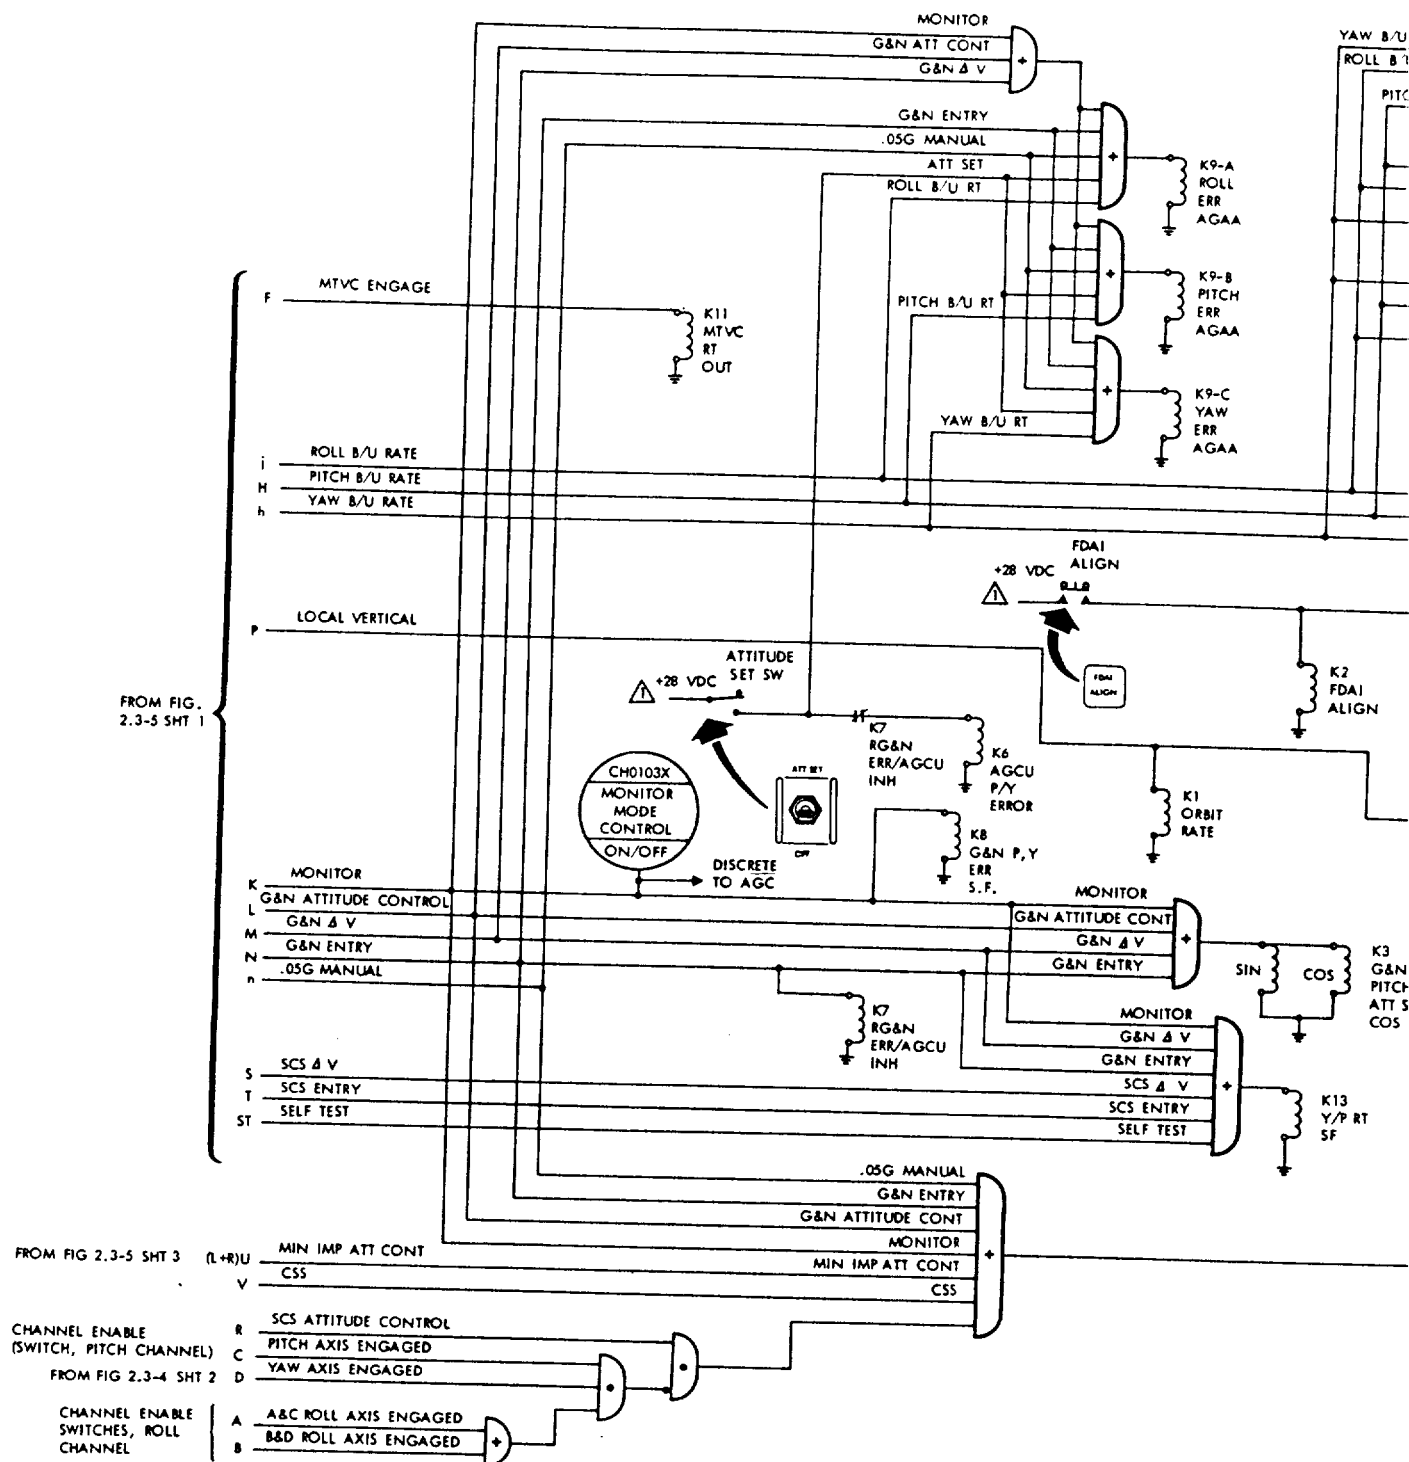 MONITOR
G&N ATT CONT
G&N Δ V
YAW B/U
ROLL B/
PITC
G&N ENTRY
.05G MANUAL
ATT SET
ROLL B/U RT
K9-A
ROLL
ERR
AGAA
K9-B
PITCH
ERR
AGAA
PITCH B/U RT
F MTVC ENGAGE
K11
MTVC
RT
OUT
K9-C
YAW
ERR
AGAA
YAW B/U RT
i ROLL B/U RATE
H PITCH B/U RATE
h YAW B/U RATE
FDAI
ALIGN
+28 VDC
1
P LOCAL VERTICAL
FDAI
ALIGN
K2
FDAI
ALIGN
ATTITUDE
SET SW
+28 VDC
1
FROM FIG.
2.3-5 SHT 1
K7
RG&N
ERR/AGCU
INH
K6
AGCU
P/Y
ERROR
ATT SET
OFF
K1
ORBIT
RATE
CH0103X
MONITOR
MODE
CONTROL
ON/OFF
K8
G&N P,Y
ERR
S.F.
DISCRETE
TO AGC
K MONITOR
L G&N ATTITUDE CONTROL
M G&N Δ V
N G&N ENTRY
n .05G MANUAL
MONITOR
G&N ATTITUDE CONT
G&N Δ V
G&N ENTRY
SIN
COS
K3
G&N
PITCH
ATT S
COS
K7
RG&N
ERR/AGCU
INH
MONITOR
G&N Δ V
G&N ENTRY
SCS Δ V
SCS ENTRY
SELF TEST
S SCS Δ V
T SCS ENTRY
ST SELF TEST
K13
Y/P RT
SF
.05G MANUAL
G&N ENTRY
G&N ATTITUDE CONT
MONITOR
MIN IMP ATT CONT
CSS
FROM FIG 2.3-5 SHT 3 (L+R)U MIN IMP ATT CONT
V CSS
R SCS ATTITUDE CONTROL
CHANNEL ENABLE
(SWITCH, PITCH CHANNEL) C PITCH AXIS ENGAGED
FROM FIG 2.3-4 SHT 2 D YAW AXIS ENGAGED
CHANNEL ENABLE
SWITCHES, ROLL
CHANNEL
A A&C ROLL AXIS ENGAGED
B B&D ROLL AXIS ENGAGED